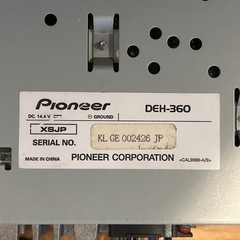 Pioneer DEH-360
DC. 14.4 V GROUND
XSJP
SERIAL NO. KL GE 002426 JP
MADE IN CHINA PIONEER CORPORATION <CAL9060-A/S>